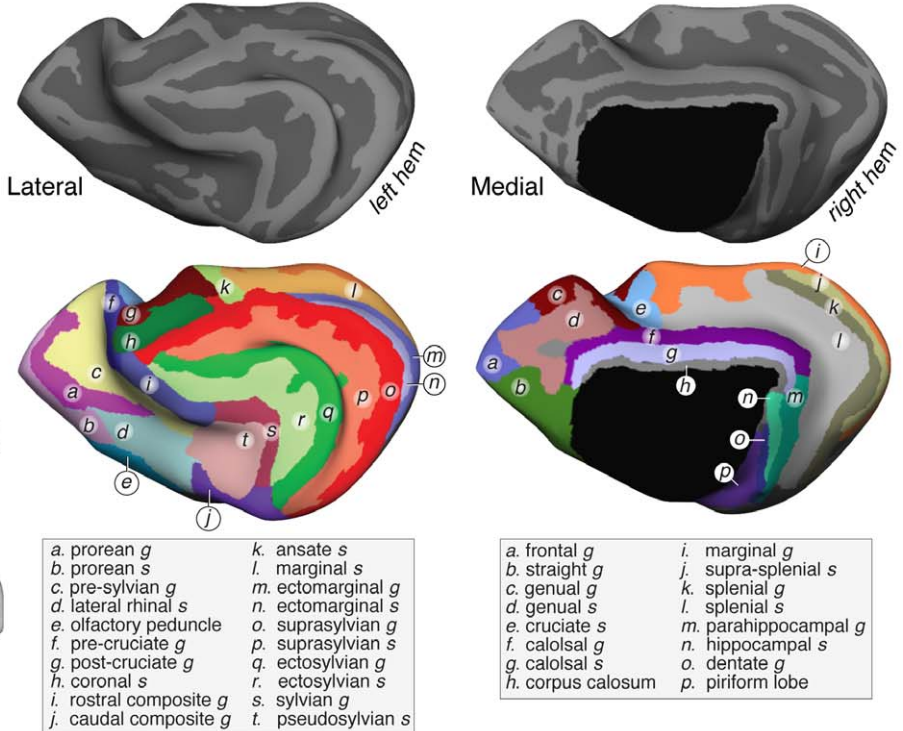 Lateral
left hem
Medial
right hem
f
g
k
l
h
i
c
a
b
d
e
j
t
s
r
q
p
o
m
n
i
j
k
l
c
d
e
f
g
h
a
b
n
m
o
p
a. prorean g
b. prorean s
c. pre-sylvian g
d. lateral rhinal s
e. olfactory peduncle
f. pre-cruciate g
g. post-cruciate g
h. coronal s
i. rostral composite g
j. caudal composite g
k. ansate s
l. marginal s
m. ectomarginal g
n. ectomarginal s
o. suprasylvian g
p. suprasylvian s
q. ectosylvian g
r. ectosylvian s
s. sylvian g
t. pseudosylvian s
a. frontal g
b. straight g
c. genual g
d. genual s
e. cruciate s
f. calolsal g
g. calolsal s
h. corpus calosum
i. marginal g
j. supra-splenial s
k. splenial g
l. splenial s
m. parahippocampal g
n. hippocampal s
o. dentate g
p. piriform lobe